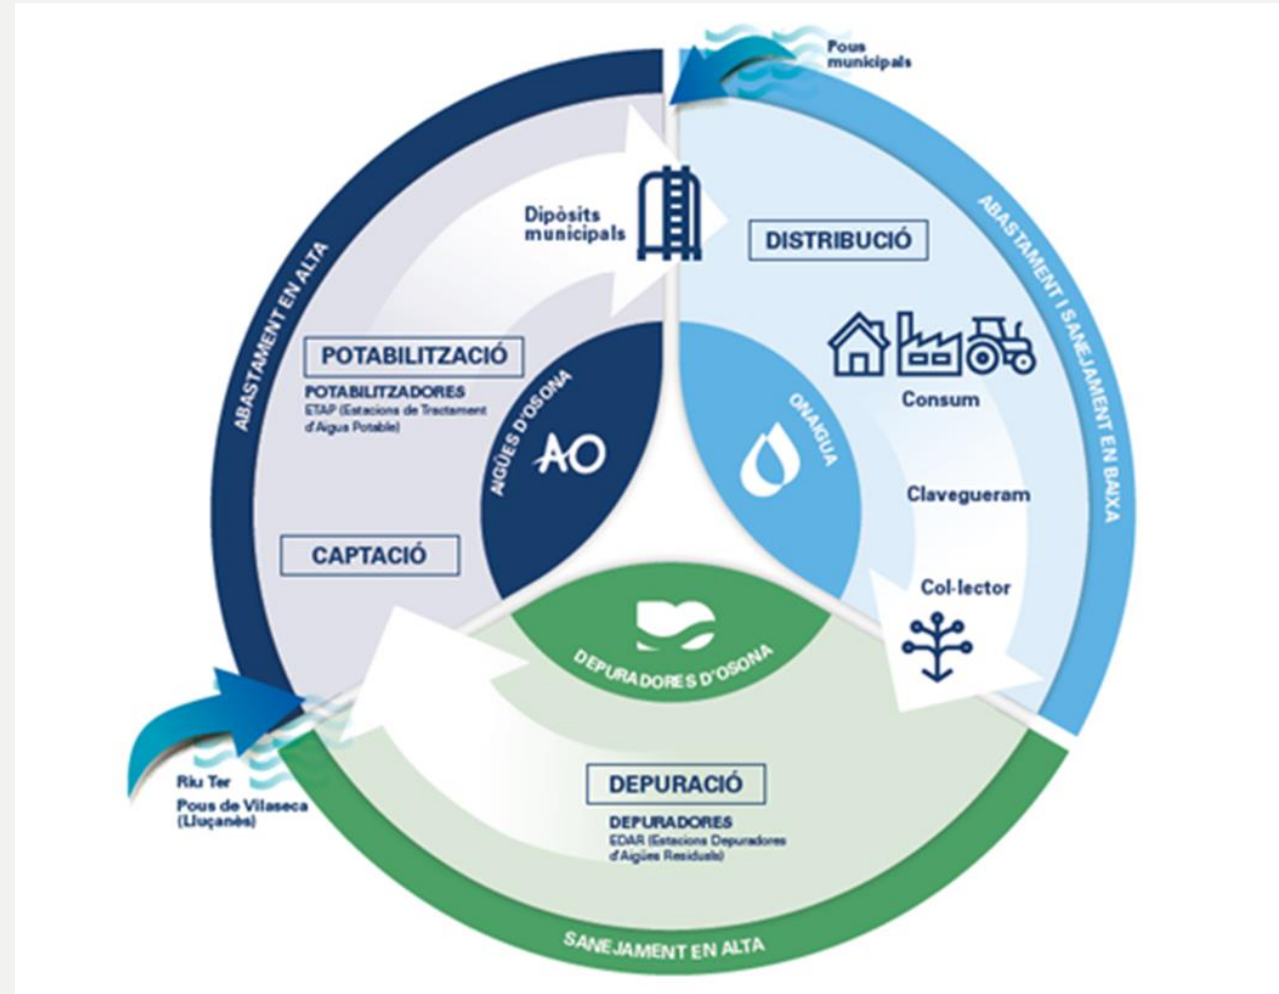 Pous
municipals
ABASTAMENT EN ALTA
Dipòsits
municipals
POTABILITZACIÓ
POTABILITZADORES
ETAP (Estacions de Tractament
d'Aigua Potable)
CAPTACIÓ
AIGÜES D'OSONA
AO
Riu Ter
Pous de Vilaseca
(Lluçanès)
ABASTAMENT I SANEJAMENT EN BAIXA
DISTRIBUCIÓ
Consum
Clavegueram
Col·lector
ONAIGUA
DEPURADORES D'OSONA
DEPURACIÓ
DEPURADORES
EDAR (Estacions Depuradores
d'Aigües Residuals)
SANEJAMENT EN ALTA